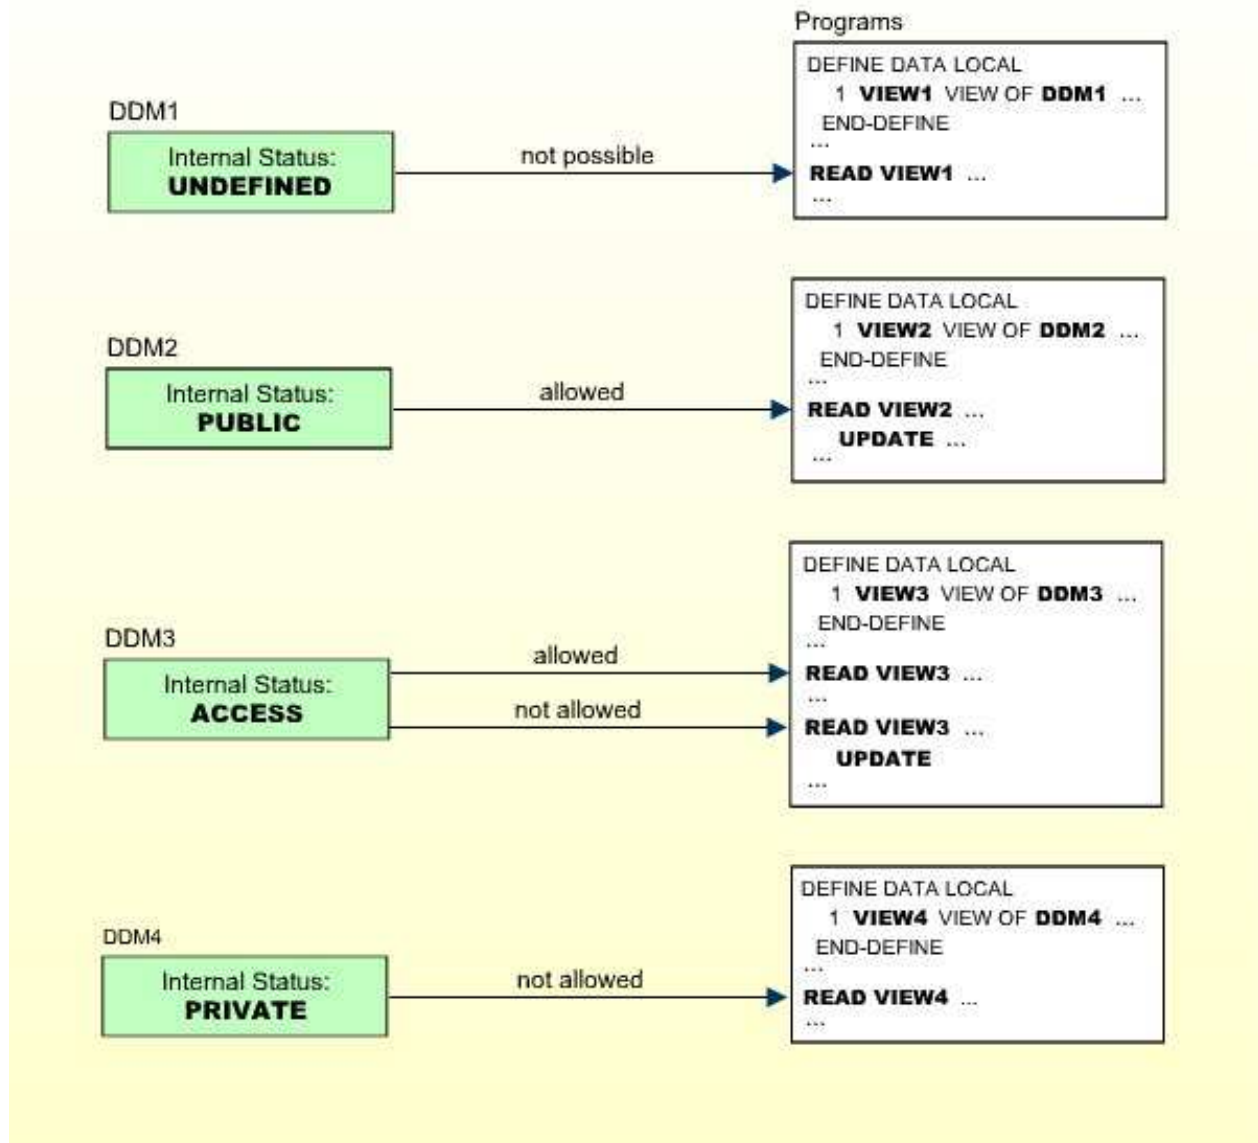 Programs
DDM1
Internal Status:
UNDEFINED
not possible
DEFINE DATA LOCAL
1 VIEW1 VIEW OF DDM1 ...
END-DEFINE
...
READ VIEW1 ...
...
DDM2
Internal Status:
PUBLIC
allowed
DEFINE DATA LOCAL
1 VIEW2 VIEW OF DDM2 ...
END-DEFINE
...
READ VIEW2 ...
UPDATE ...
...
DDM3
Internal Status:
ACCESS
allowed
not allowed
DEFINE DATA LOCAL
1 VIEW3 VIEW OF DDM3 ...
END-DEFINE
...
READ VIEW3 ...
...
READ VIEW3 ...
UPDATE
...
DDM4
Internal Status:
PRIVATE
not allowed
DEFINE DATA LOCAL
1 VIEW4 VIEW OF DDM4 ...
END-DEFINE
...
READ VIEW4 ...
...